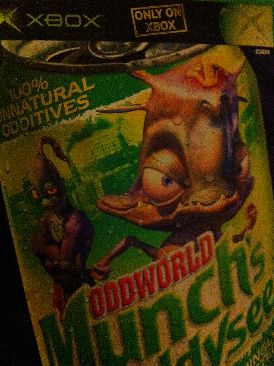 XBOX
ONLY ON
XBOX
100%
UNNATURAL
ODDITIVES
ODDWORLD
Munch's
Oddysee